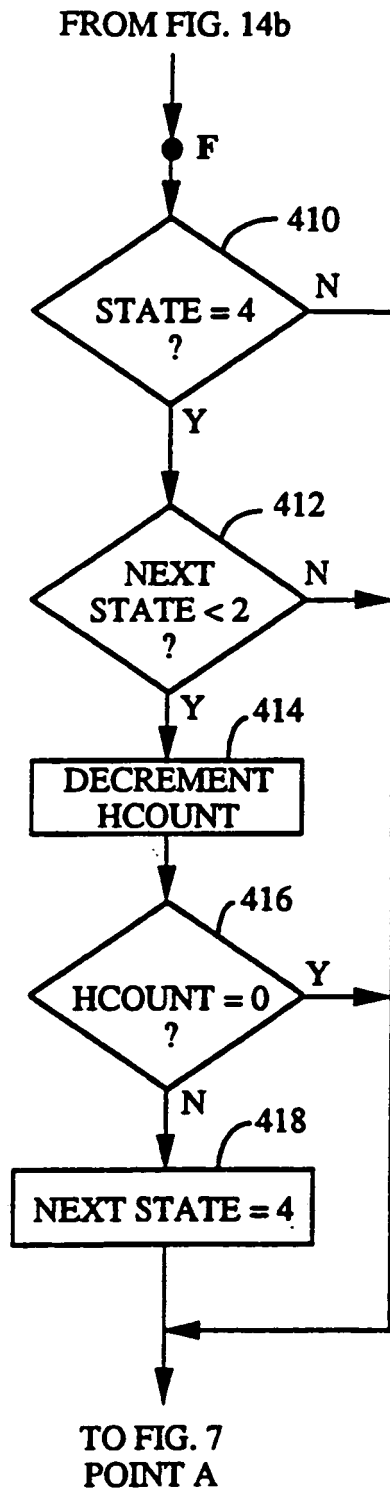 FROM FIG. 14b
F
410
STATE = 4
?
N
Y
412
NEXT
STATE < 2
?
N
Y
414
DECREMENT
HCOUNT
416
HCOUNT = 0
?
Y
N
418
NEXT STATE = 4
TO FIG. 7
POINT A